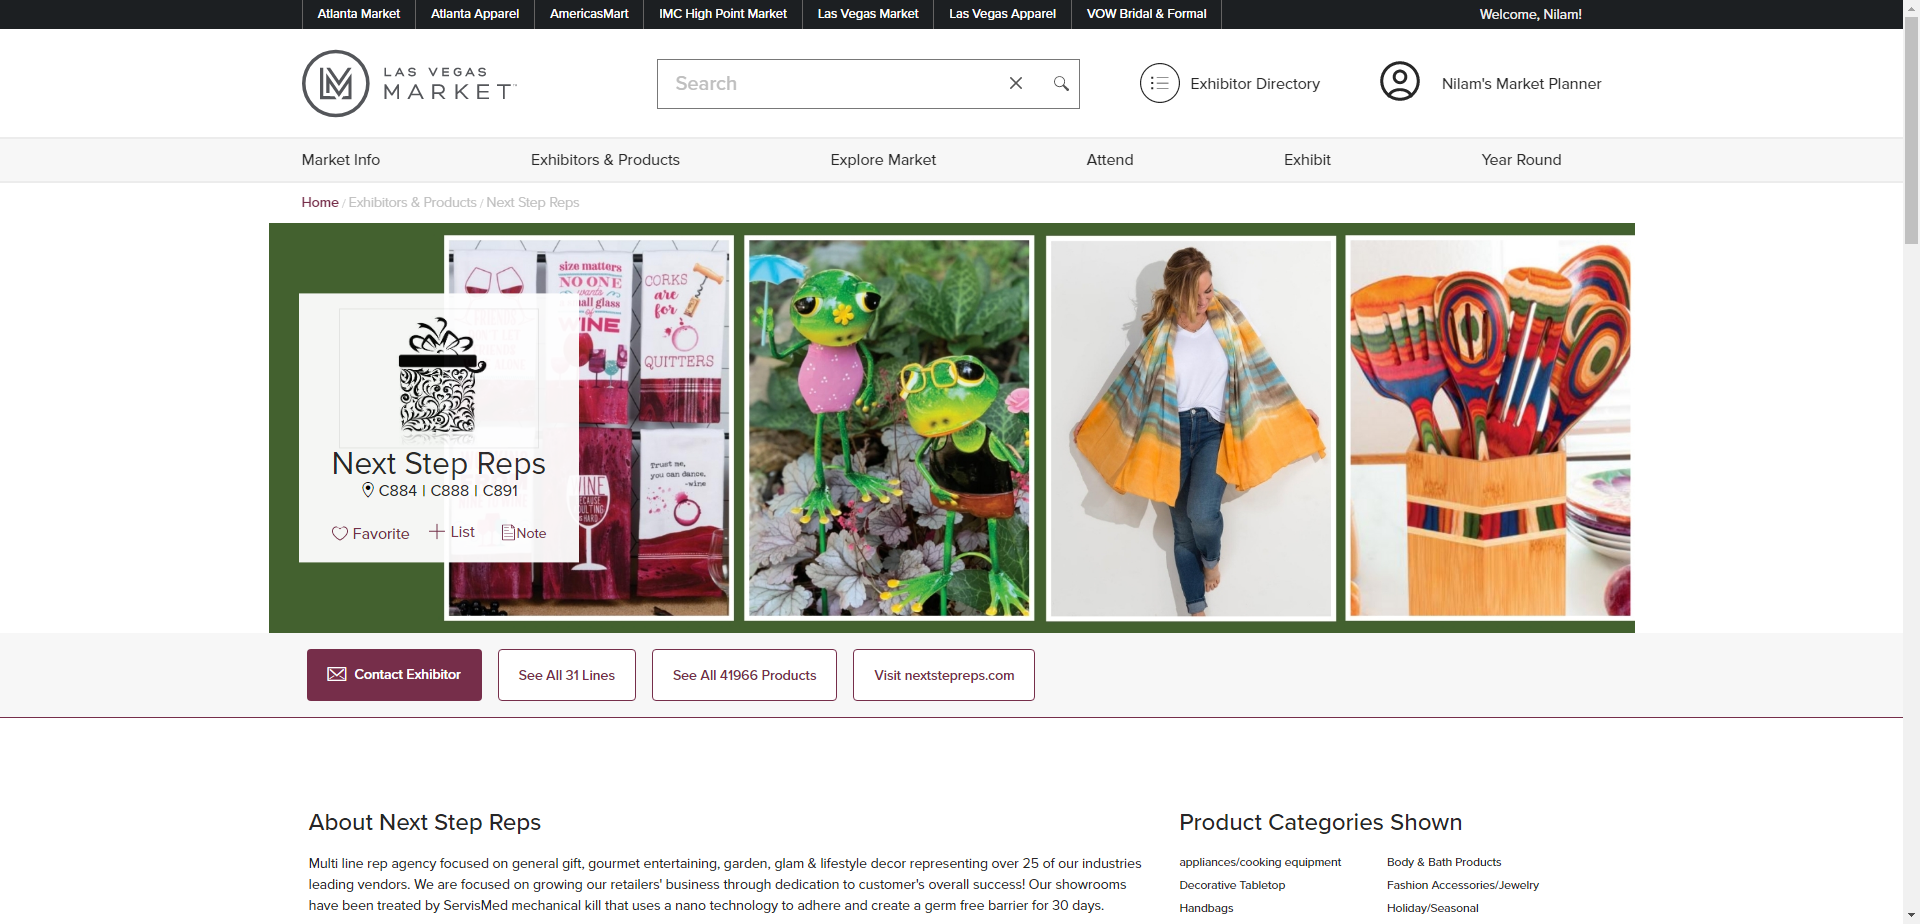 Atlanta Market
Atlanta Apparel
AmericasMart
IMC High Point Market
Las Vegas Market
Las Vegas Apparel
VOW Bridal & Formal
Welcome, Nilam!
LAS VEGAS
MARKET
Search
Exhibitor Directory
Nilam's Market Planner
Market Info
Exhibitors & Products
Explore Market
Attend
Exhibit
Year Round
Home / Exhibitors & Products / Next Step Reps
size matters
NO ONE
wants
small glass
of
WINE
CORKS
are
for
QUITTERS
Trust me,
you can dance.
-wine
WINE
BECAUSE
ADULTING
IS HARD
Next Step Reps
C884 | C888 | C891
Favorite
List
Note
Contact Exhibitor
See All 31 Lines
See All 41966 Products
Visit nextstepreps.com
About Next Step Reps
Multi line rep agency focused on general gift, gourmet entertaining, garden, glam & lifestyle decor representing over 25 of our industries
leading vendors. We are focused on growing our retailers' business through dedication to customer's overall success! Our showrooms
have been treated by ServisMed mechanical kill that uses a nano technology to adhere and create a germ free barrier for 30 days.
Product Categories Shown
appliances/cooking equipment
Body & Bath Products
Decorative Tabletop
Fashion Accessories/Jewelry
Handbags
Holiday/Seasonal